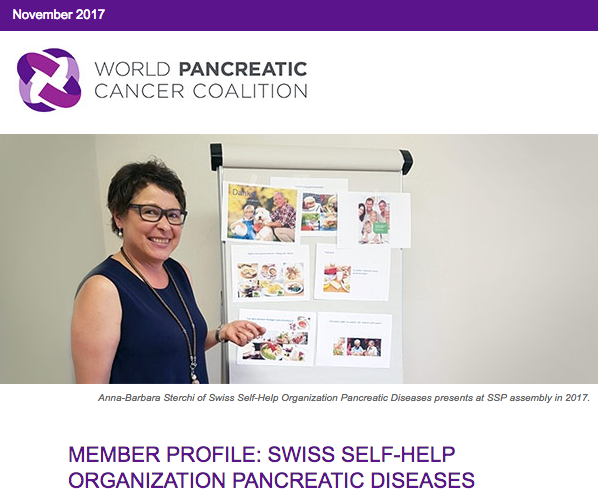 November 2017
WORLD PANCREATIC
CANCER COALITION
Danke
Anna-Barbara Sterchi of Swiss Self-Help Organization Pancreatic Diseases presents at SSP assembly in 2017.
MEMBER PROFILE: SWISS SELF-HELP
ORGANIZATION PANCREATIC DISEASES